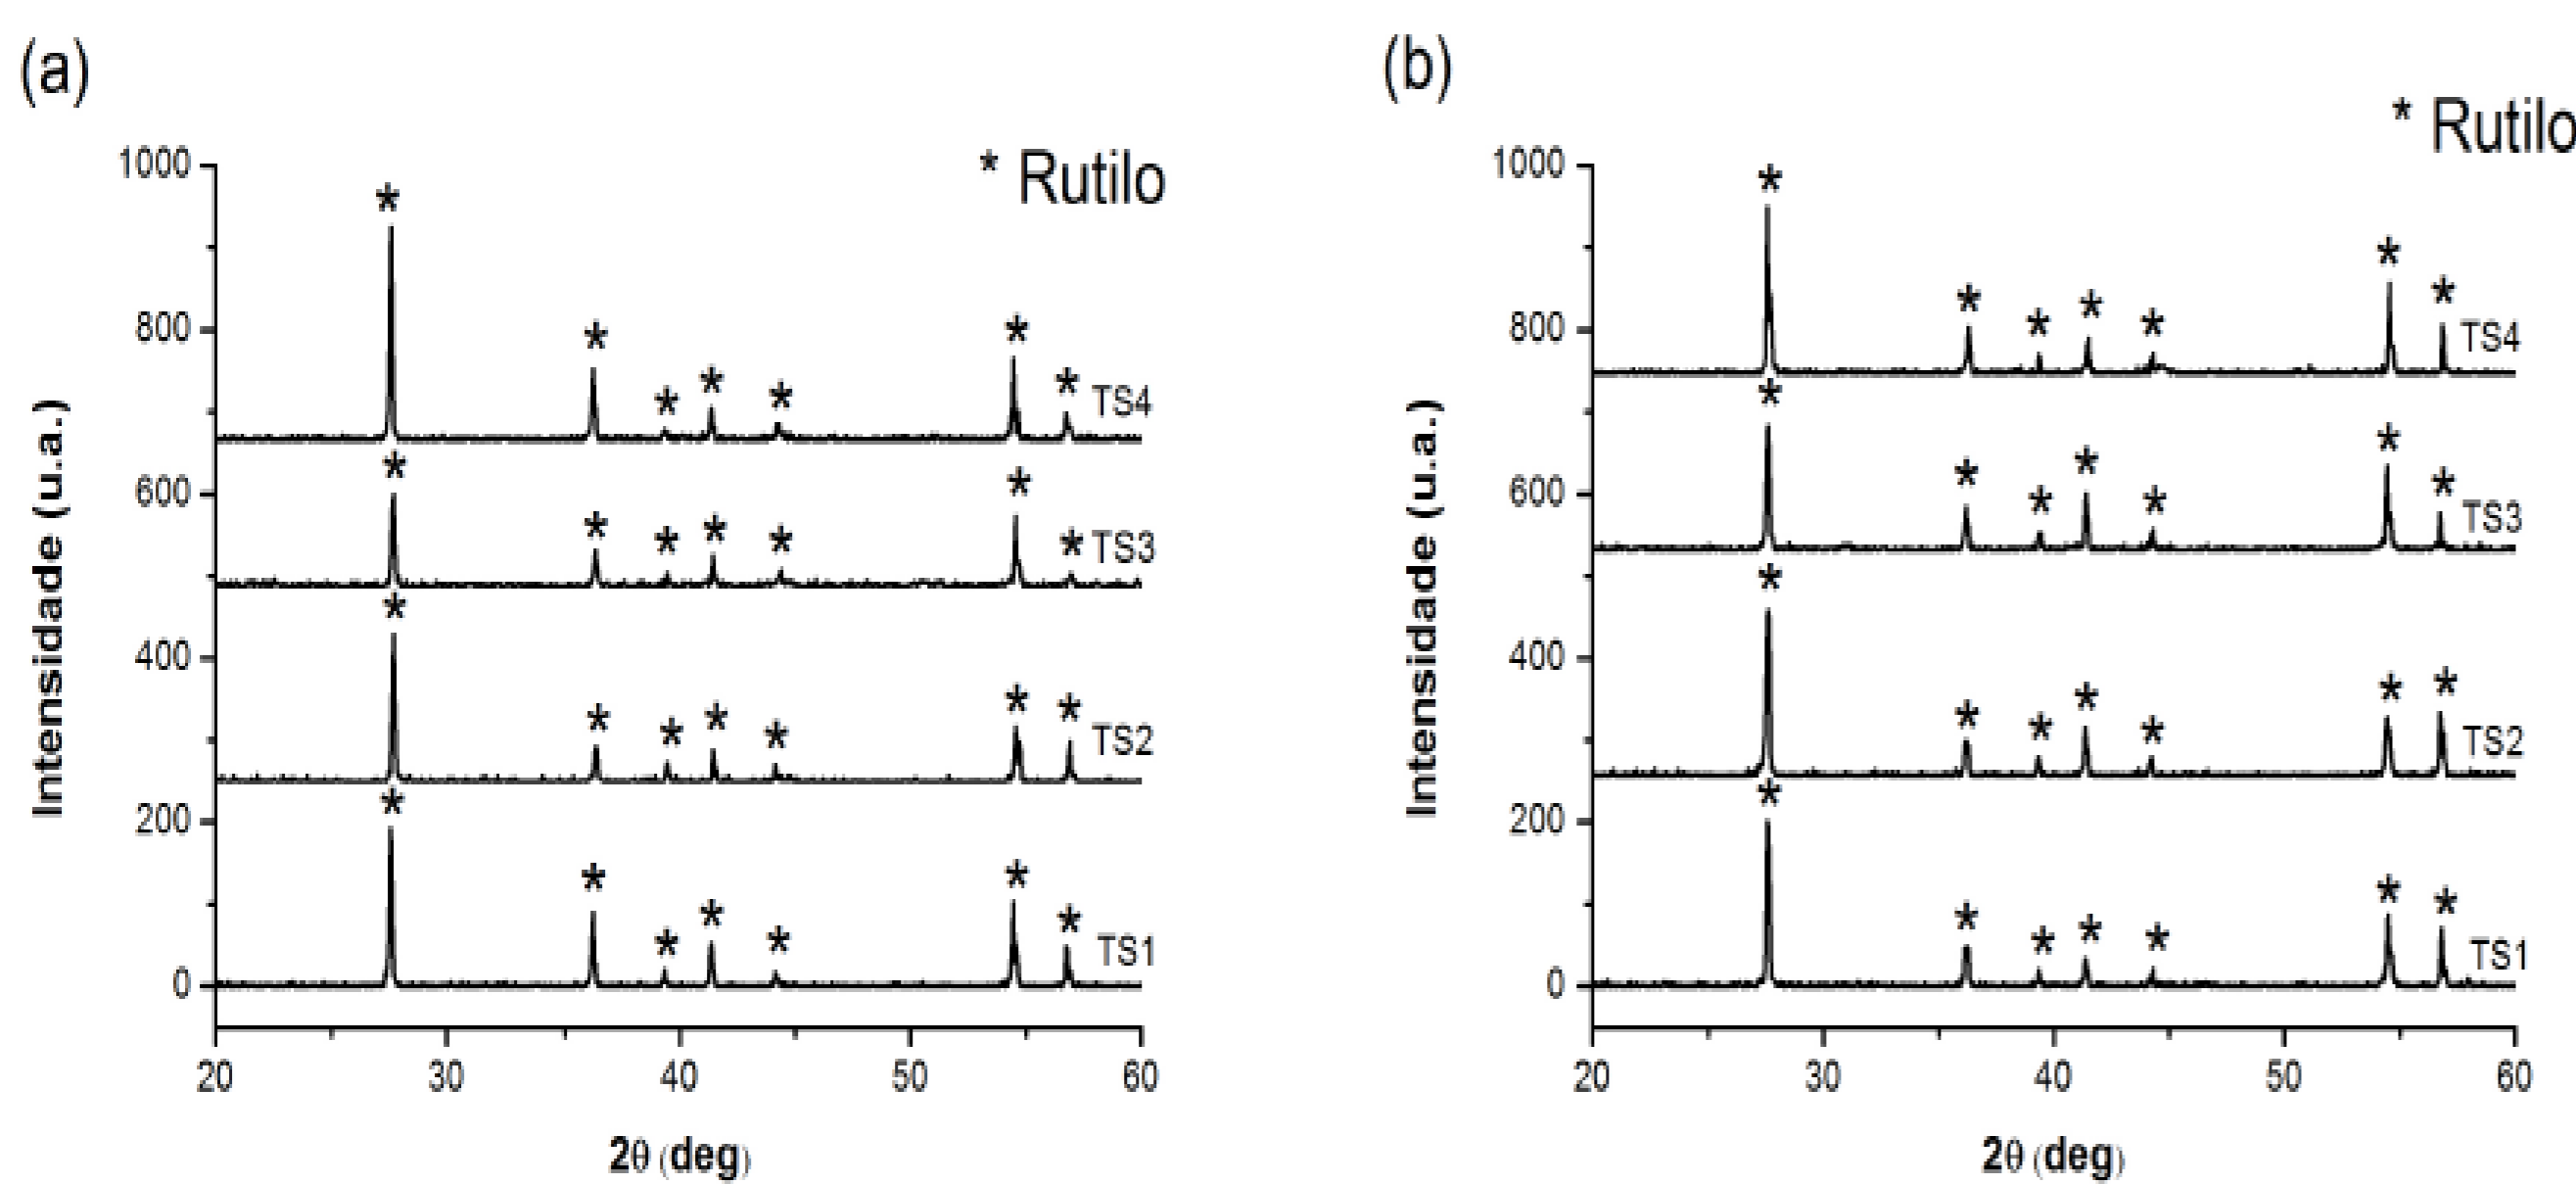 (a)
* Rutilo
1000
800
600
400
200
0
Intensidade (u.a.)
TS4
TS3
TS2
TS1
20 30 40 50 60
2θ (deg)
(b)
* Rutilo
1000
800
600
400
200
0
Intensidade (u.a.)
TS4
TS3
TS2
TS1
20 30 40 50 60
2θ (deg)